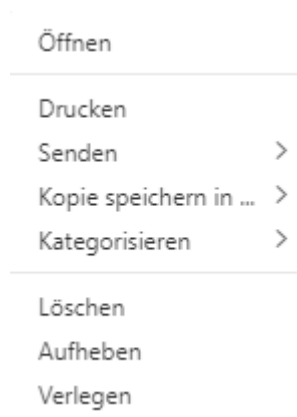 Öffnen
Drucken
Senden
Kopie speichern in ...
Kategorisieren
Löschen
Aufheben
Verlegen